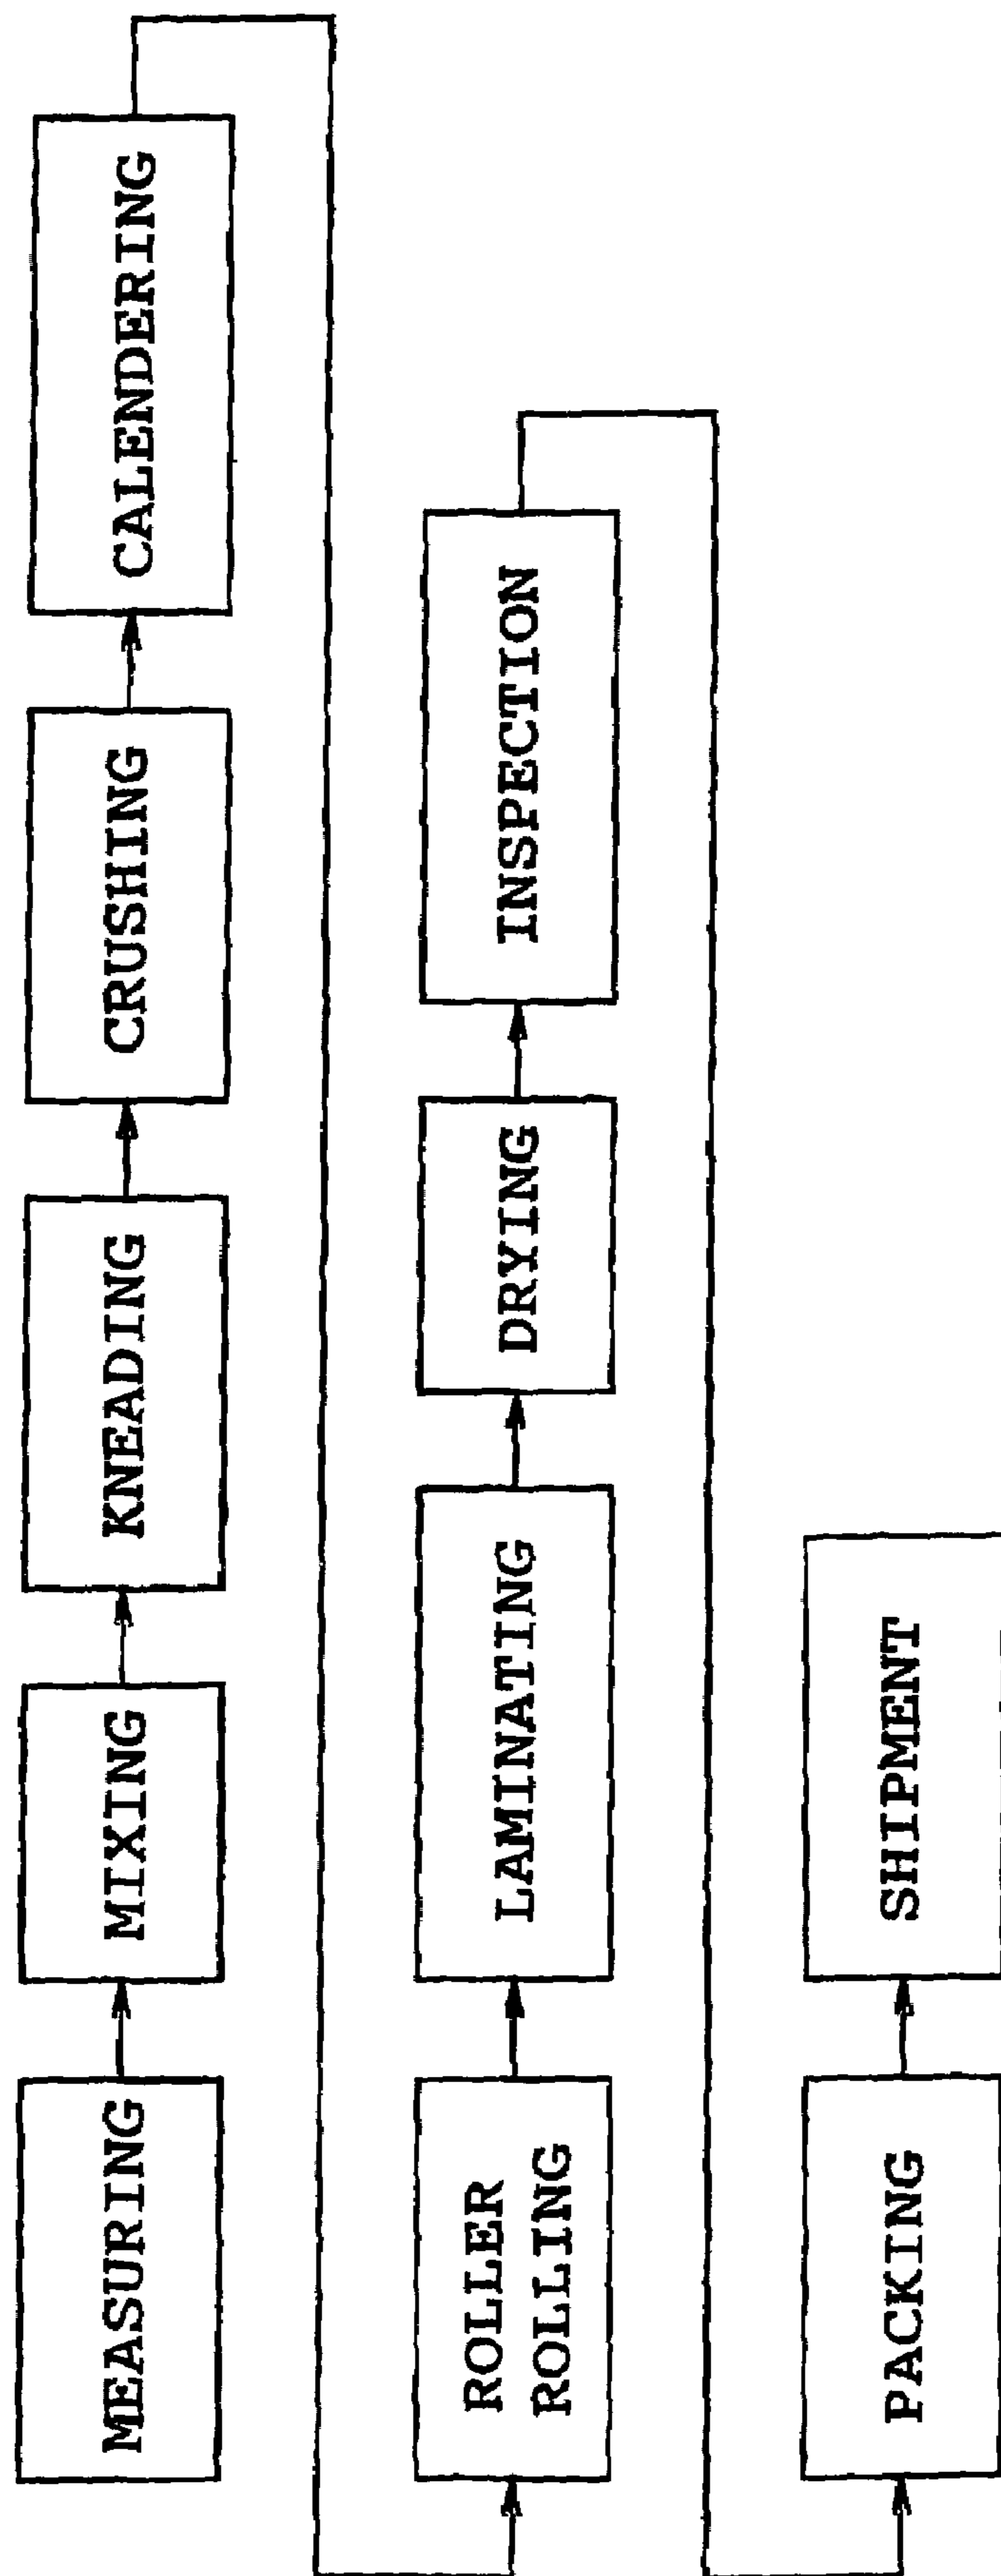 MEASURING
MIXING
KNEADING
CRUSHING
CALENDERING
ROLLER
ROLLING
LAMINATING
DRYING
INSPECTION
PACKING
SHIPMENT